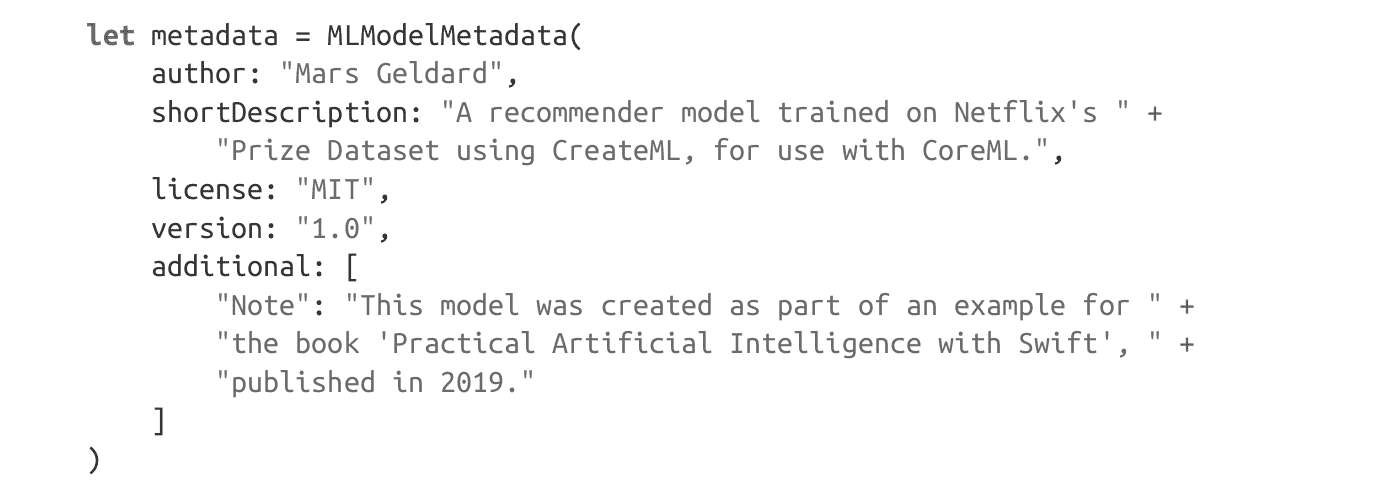 let metadata = MLModelMetadata(
    author: "Mars Geldard",
    shortDescription: "A recommender model trained on Netflix's " +
        "Prize Dataset using CreateML, for use with CoreML.",
    license: "MIT",
    version: "1.0",
    additional: [
        "Note": "This model was created as part of an example for " +
        "the book 'Practical Artificial Intelligence with Swift', " +
        "published in 2019."
    ]
)